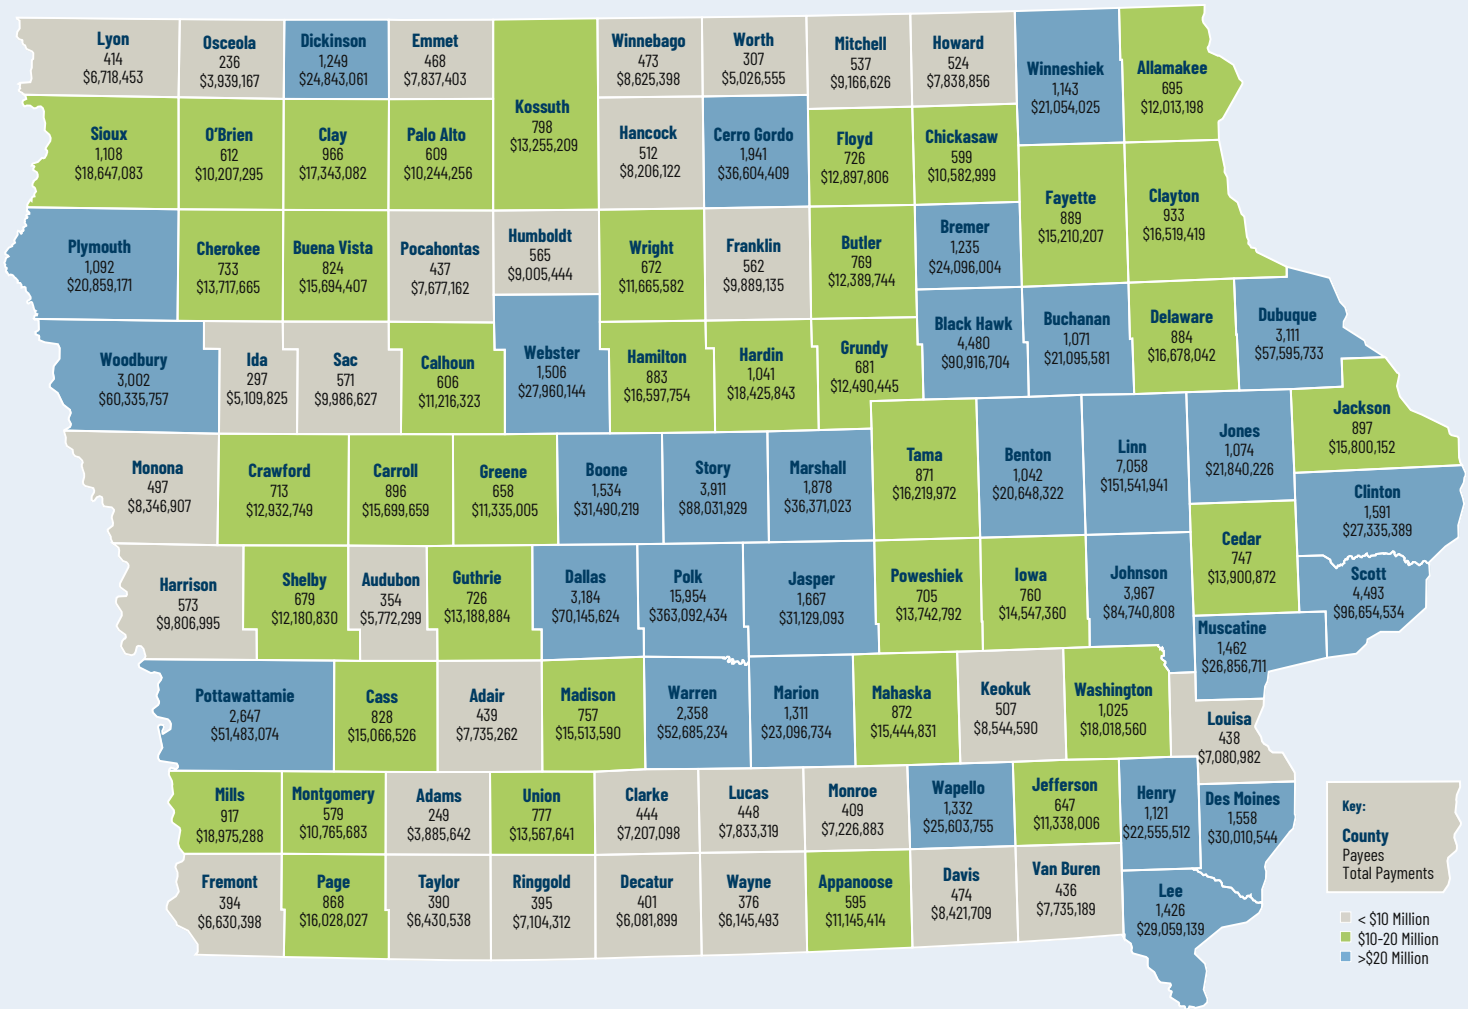 Lyon
414
$6,718,453
Osceola
236
$3,939,167
Dickinson
1,249
$24,843,061
Emmet
468
$7,837,403
Kossuth
798
$13,255,209
Winnebago
473
$8,625,398
Worth
307
$5,026,555
Mitchell
537
$9,166,626
Howard
524
$7,838,856
Winneshiek
1,143
$21,054,025
Allamakee
695
$12,013,198
Sioux
1,108
$18,647,083
O'Brien
612
$10,207,295
Clay
966
$17,343,082
Palo Alto
609
$10,244,256
Hancock
512
$8,206,122
Cerro Gordo
1,941
$36,604,409
Floyd
726
$12,897,806
Chickasaw
599
$10,582,999
Fayette
889
$15,210,207
Clayton
933
$16,519,419
Plymouth
1,092
$20,859,171
Cherokee
733
$13,717,665
Buena Vista
824
$15,694,407
Pocahontas
437
$7,677,162
Humboldt
565
$9,005,444
Wright
672
$11,665,582
Franklin
562
$9,889,135
Butler
769
$12,389,744
Bremer
1,235
$24,096,004
Woodbury
3,002
$60,335,757
Ida
297
$5,109,825
Sac
571
$9,986,627
Calhoun
606
$11,216,323
Webster
1,506
$27,960,144
Hamilton
883
$16,597,754
Hardin
1,041
$18,425,843
Grundy
681
$12,490,445
Black Hawk
4,480
$90,916,704
Buchanan
1,071
$21,095,581
Delaware
884
$16,678,042
Dubuque
3,111
$57,595,733
Jackson
897
$15,800,152
Monona
497
$8,346,907
Crawford
713
$12,932,749
Carroll
896
$15,699,659
Greene
658
$11,335,005
Boone
1,534
$31,490,219
Story
3,911
$88,031,929
Marshall
1,878
$36,371,023
Tama
871
$16,219,972
Benton
1,042
$20,648,322
Linn
7,058
$151,541,941
Jones
1,074
$21,840,226
Clinton
1,591
$27,335,389
Cedar
747
$13,900,872
Harrison
573
$9,806,995
Shelby
679
$12,180,830
Audubon
354
$5,772,299
Guthrie
726
$13,188,884
Dallas
3,184
$70,145,624
Polk
15,954
$363,092,434
Jasper
1,667
$31,129,093
Poweshiek
705
$13,742,792
Iowa
760
$14,547,360
Johnson
3,967
$84,740,808
Scott
4,493
$96,654,534
Muscatine
1,462
$26,856,711
Pottawattamie
2,647
$51,483,074
Cass
828
$15,066,526
Adair
439
$7,735,262
Madison
757
$15,513,590
Warren
2,358
$52,685,234
Marion
1,311
$23,096,734
Mahaska
872
$15,444,831
Keokuk
507
$8,544,590
Washington
1,025
$18,018,560
Louisa
438
$7,080,982
Mills
917
$18,975,288
Montgomery
579
$10,765,683
Adams
249
$3,885,642
Union
777
$13,567,641
Clarke
444
$7,207,098
Lucas
448
$7,833,319
Monroe
409
$7,226,883
Wapello
1,332
$25,603,755
Jefferson
647
$11,338,006
Henry
1,121
$22,555,512
Des Moines
1,558
$30,010,544
Fremont
394
$6,630,398
Page
868
$16,028,027
Taylor
390
$6,430,538
Ringgold
395
$7,104,312
Decatur
401
$6,081,899
Wayne
376
$6,145,493
Appanoose
595
$11,145,414
Davis
474
$8,421,709
Van Buren
436
$7,735,189
Lee
1,426
$29,059,139
Key:
County
Payees
Total Payments
< $10 Million
$10-20 Million
>$20 Million